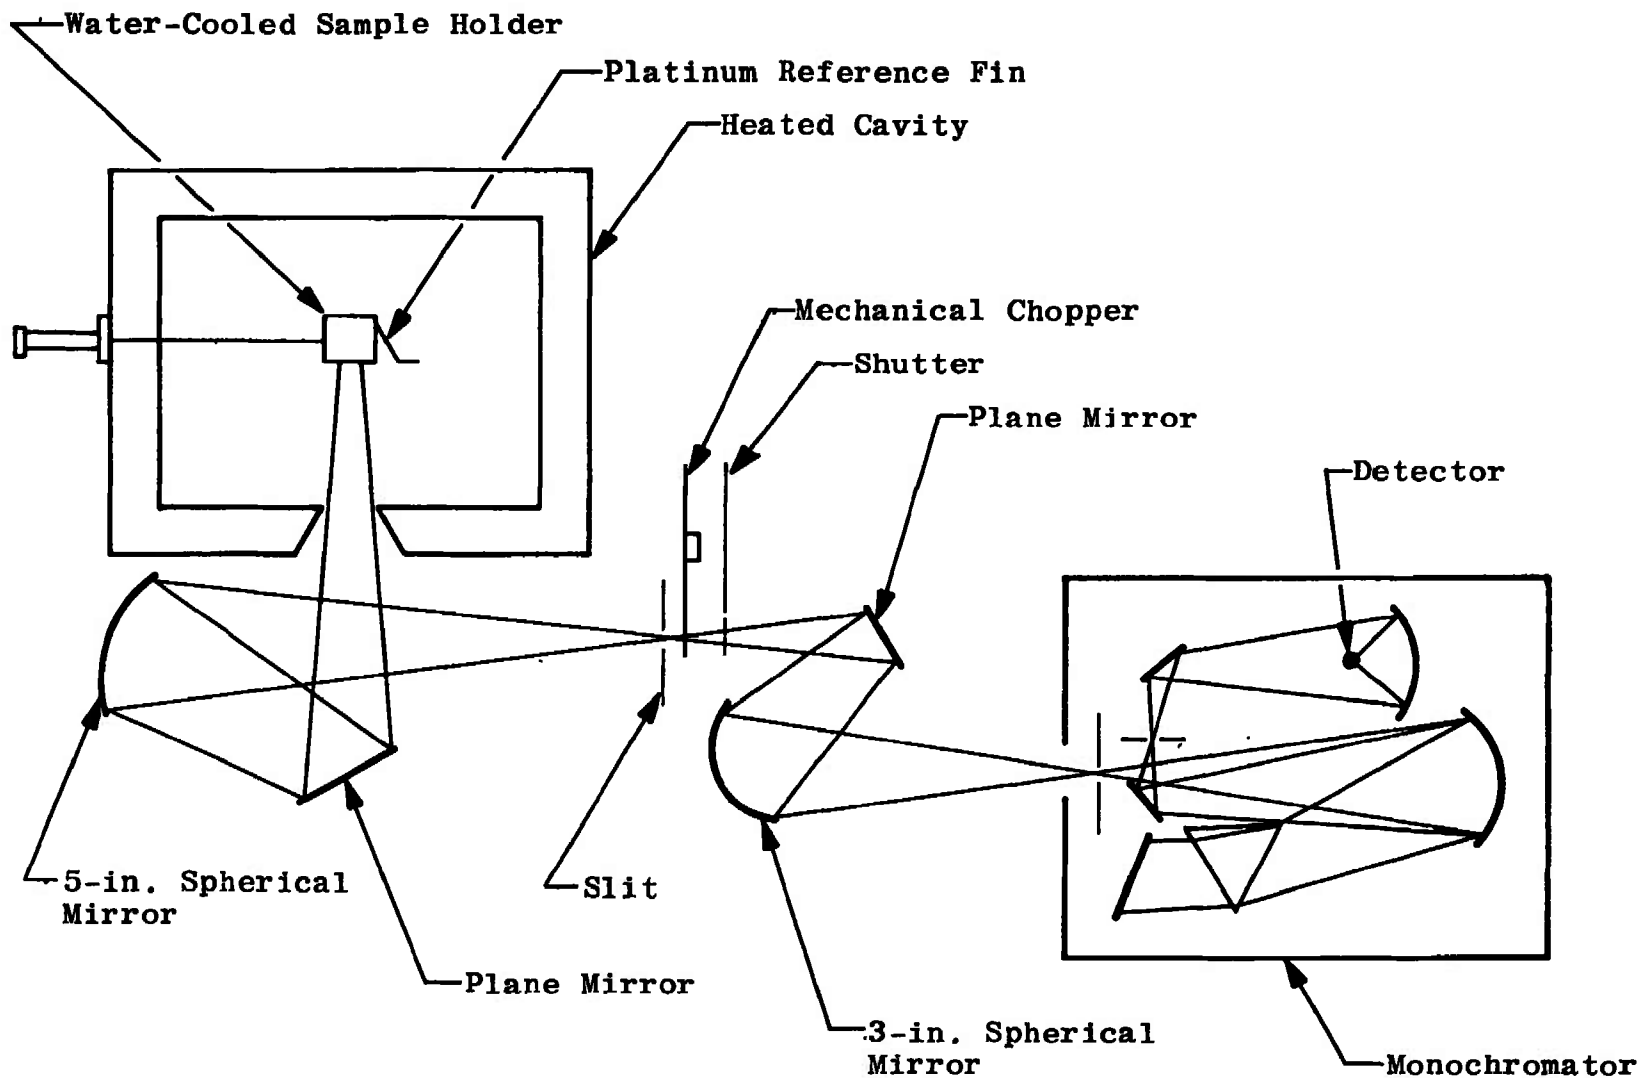 Water-Cooled Sample Holder
Platinum Reference Fin
Heated Cavity
Mechanical Chopper
Shutter
Plane Mirror
Detector
5-in. Spherical
Mirror
Slit
Plane Mirror
3-in. Spherical
Mirror
Monochromator